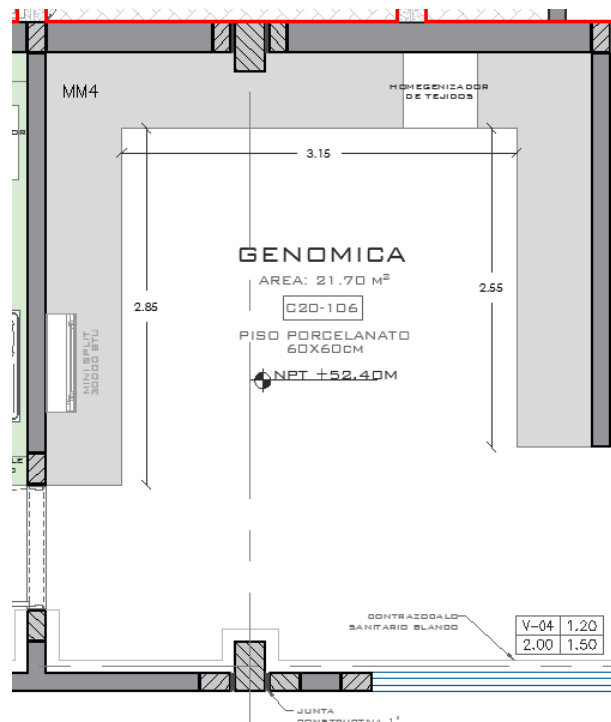 MM4
HOMEGENIZADOR
DE TEJIDOS
3.15
GENOMICA
AREA: 21.70 M²
C20-106
PISO PORCELANATO
60X60CM
NPT +52.40M
2.85
2.55
MINI SPLIT
30000 BTU
CONTRAZOCALO
SANITARIO BLANCO
V-04 1.20
2.00 1.50
JUNTA
CONSTRUCTIVA 1"